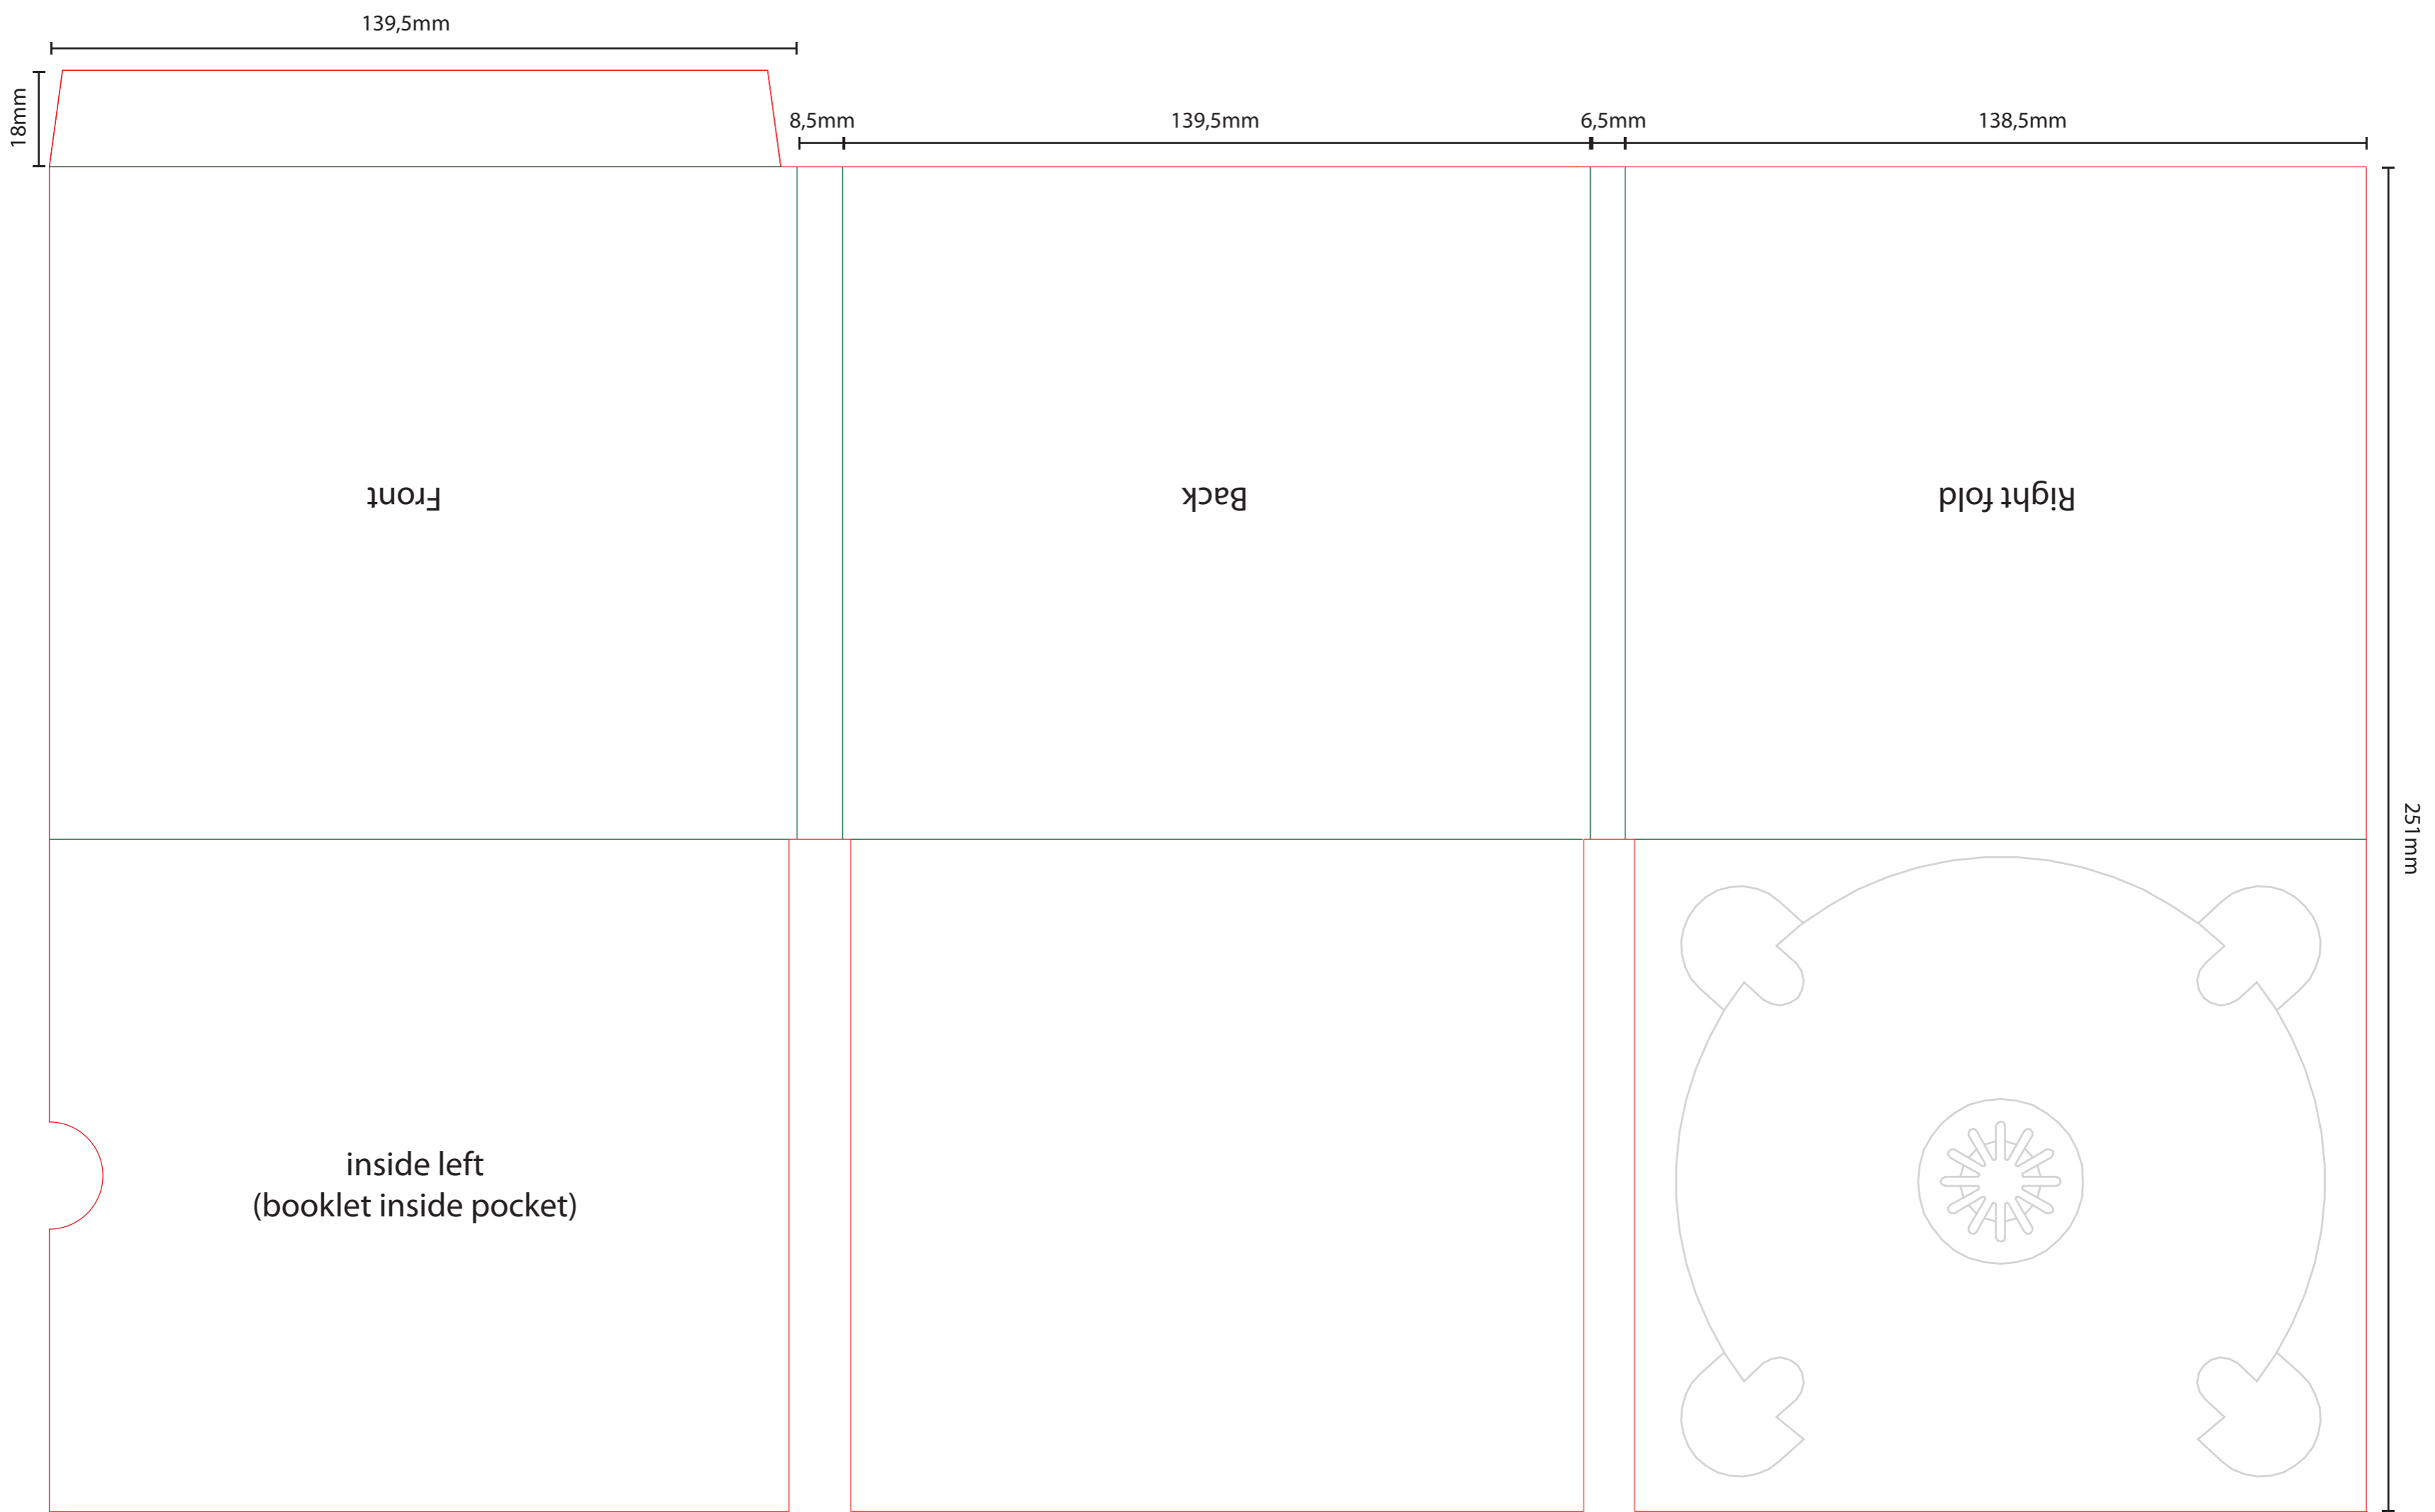 139,5mm
18mm
8,5mm
139,5mm
6,5mm
138,5mm
Front
Back
Right fold
251mm
inside left
(booklet inside pocket)